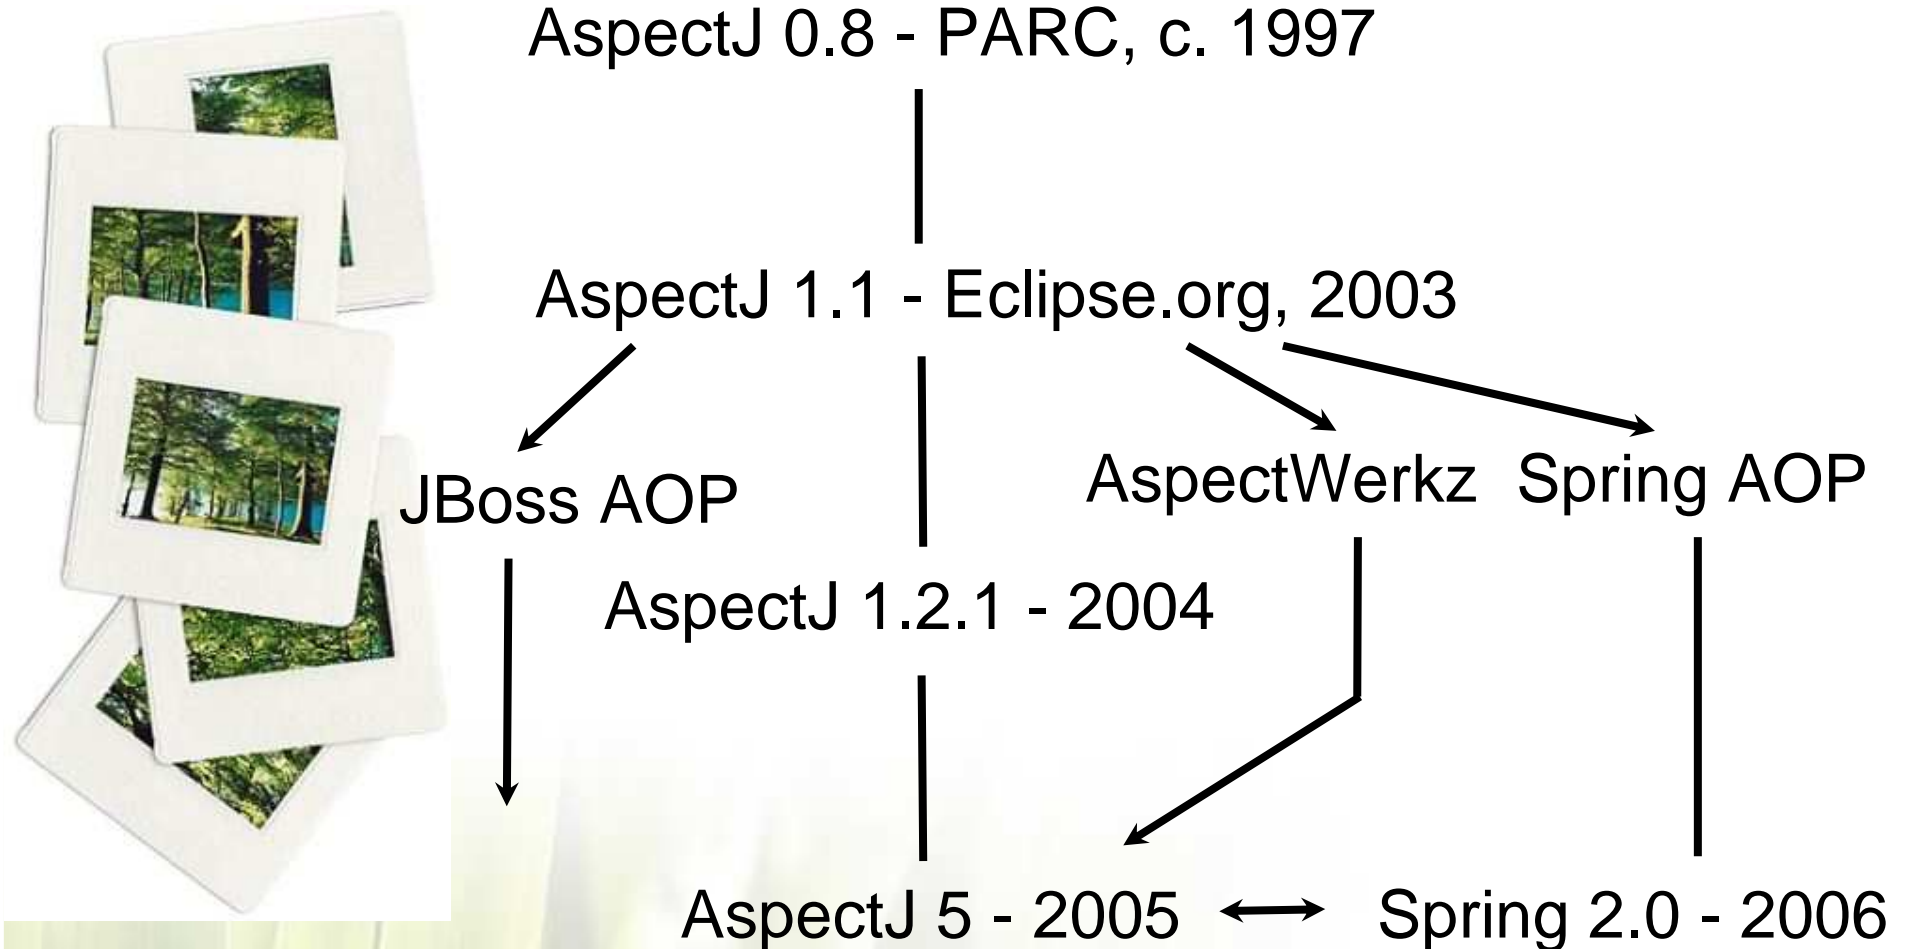 AspectJ 0.8 - PARC, c. 1997
AspectJ 1.1 - Eclipse.org, 2003
JBoss AOP
AspectWerkz
Spring AOP
AspectJ 1.2.1 - 2004
AspectJ 5 - 2005
Spring 2.0 - 2006